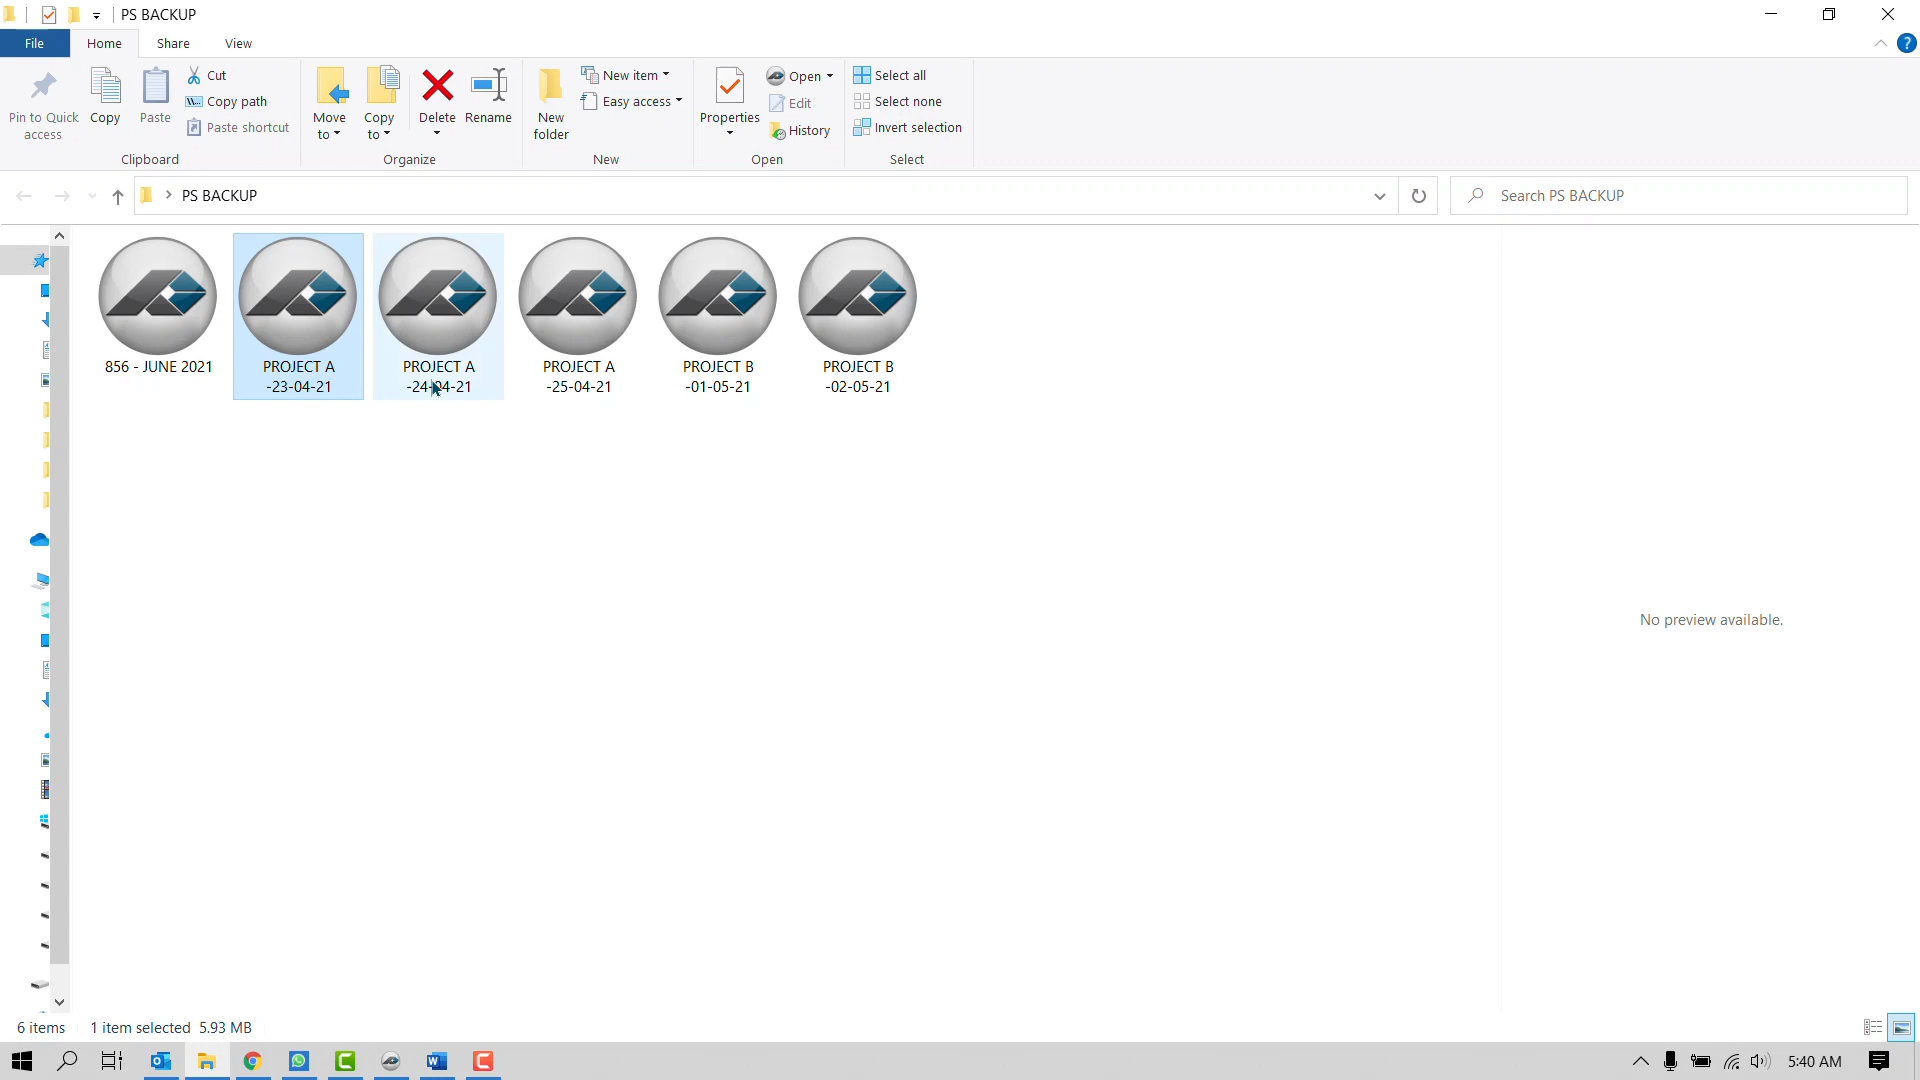 PS BACKUP
File Home Share View
Pin to Quick access
Copy
Paste
Cut
Copy path
Paste shortcut
Clipboard
Move to
Copy to
Delete
Rename
Organize
New folder
New item
Easy access
New
Properties
Open
Edit
History
Open
Select all
Select none
Invert selection
Select
PS BACKUP
Search PS BACKUP
856 - JUNE 2021
PROJECT A
-23-04-21
PROJECT A
-24-04-21
PROJECT A
-25-04-21
PROJECT B
-01-05-21
PROJECT B
-02-05-21
No preview available.
6 items 1 item selected 5.93 MB
5:40 AM